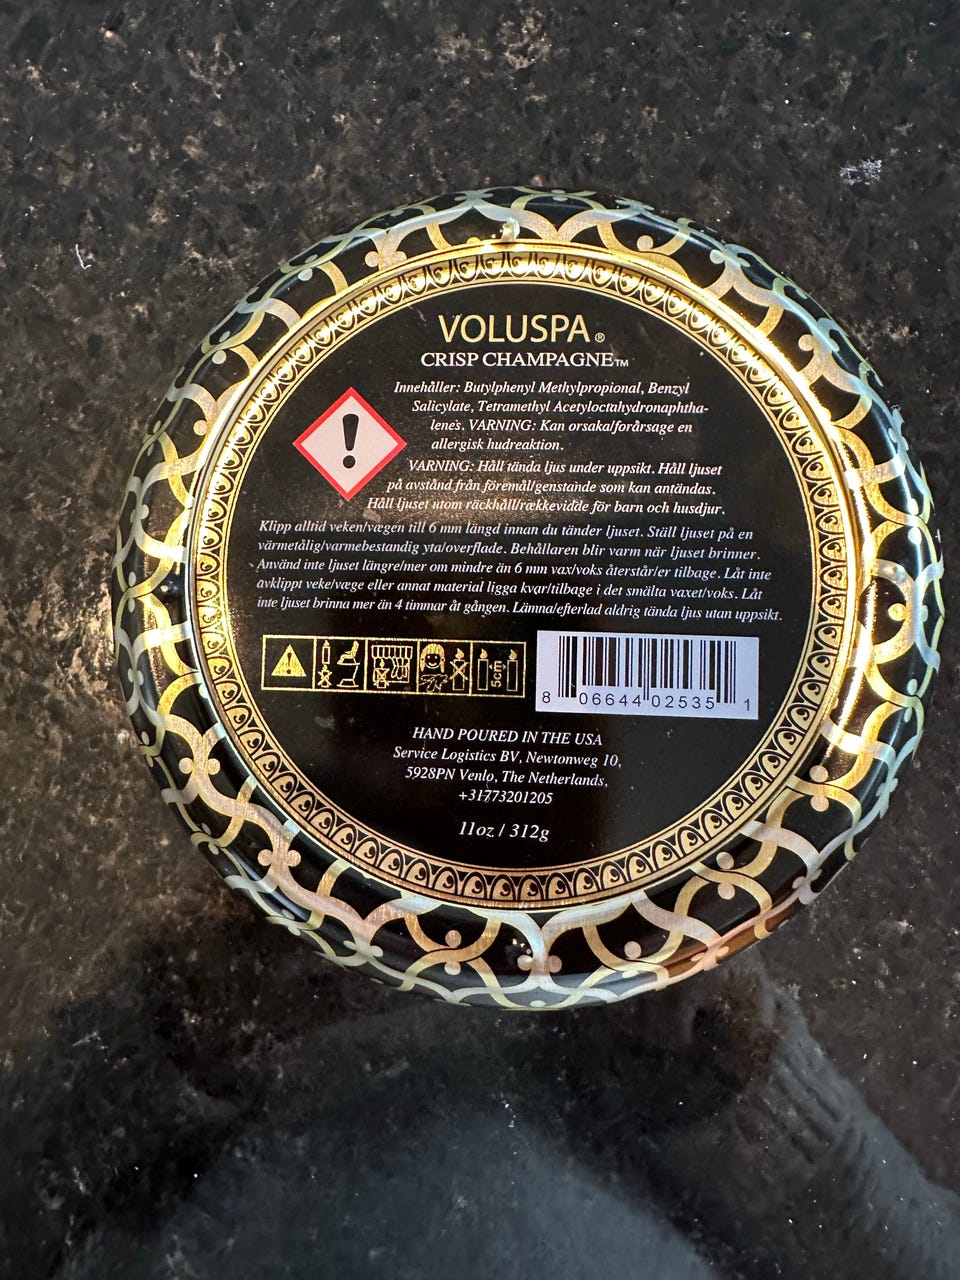 VOLUSPA®
CRISP CHAMPAGNE™
Innehåller: Butylphenyl Methylpropional, Benzyl
Salicylate, Tetramethyl Acetyloctahydronaphtha-
lenes. VARNING: Kan orsaka/forårsage en
allergisk hudreaktion.
VARNING: Håll tända ljus under uppsikt. Håll ljuset
på avstånd från föremål/genstande som kan antändas.
Håll ljuset utom räckhåll/rækkevidde för barn och husdjur.
Klipp alltid veken/vægen till 6 mm längd innan du tänder ljuset. Ställ ljuset på en
värmetålig/varmebestandig yta/overflade. Behållaren blir varm när ljuset brinner.
Använd inte ljuset längre/mer om mindre än 6 mm vax/voks återstår/er tilbage. Låt inte
avklippt veke/væge eller annat material ligga kvar/tilbage i det smälta vaxet/voks. Låt
inte ljuset brinna mer än 4 timmar åt gången. Lämna/efterlad aldrig tända ljus utan uppsikt.
5cm
8 06644 02535 1
HAND POURED IN THE USA
Service Logistics BV, Newtonweg 10,
5928PN Venlo, The Netherlands,
+31773201205
11oz / 312g